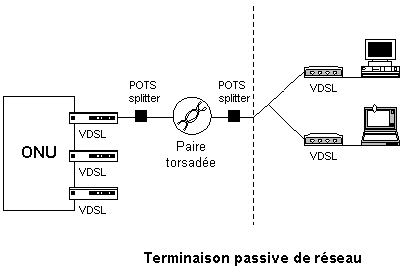 POTS
splitter
POTS
splitter
VDSL
VDSL
ONU
VDSL
Paire
torsadée
VDSL
VDSL
Terminaison passive de réseau